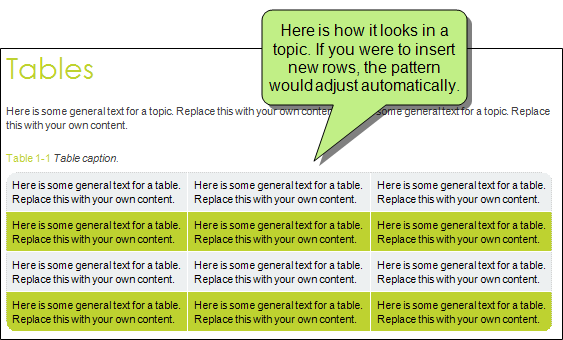 Here is how it looks in a
topic. If you were to insert
new rows, the pattern
would adjust automatically.
Tables
Here is some general text for a topic. Replace this with your own conten some general text for a topic. Replace
this with your own content.
Table 1-1 Table caption.
Here is some general text for a table. Here is some general text for a table. Here is some general text for a table.
Replace this with your own content. Replace this with your own content. Replace this with your own content.
Here is some general text for a table. Here is some general text for a table. Here is some general text for a table.
Replace this with your own content. Replace this with your own content. Replace this with your own content.
Here is some general text for a table. Here is some general text for a table. Here is some general text for a table.
Replace this with your own content. Replace this with your own content. Replace this with your own content.
Here is some general text for a table. Here is some general text for a table. Here is some general text for a table.
Replace this with your own content. Replace this with your own content. Replace this with your own content.